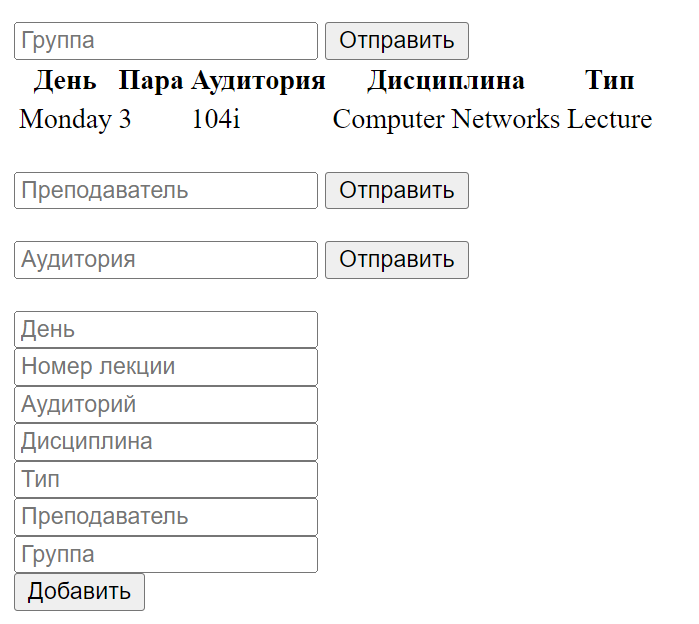 Группа Отправить
День Пара Аудитория Дисциплина Тип
Monday 3 104i Computer Networks Lecture
Преподаватель Отправить
Аудитория Отправить
День
Номер лекции
Аудиторий
Дисциплина
Тип
Преподаватель
Группа
Добавить